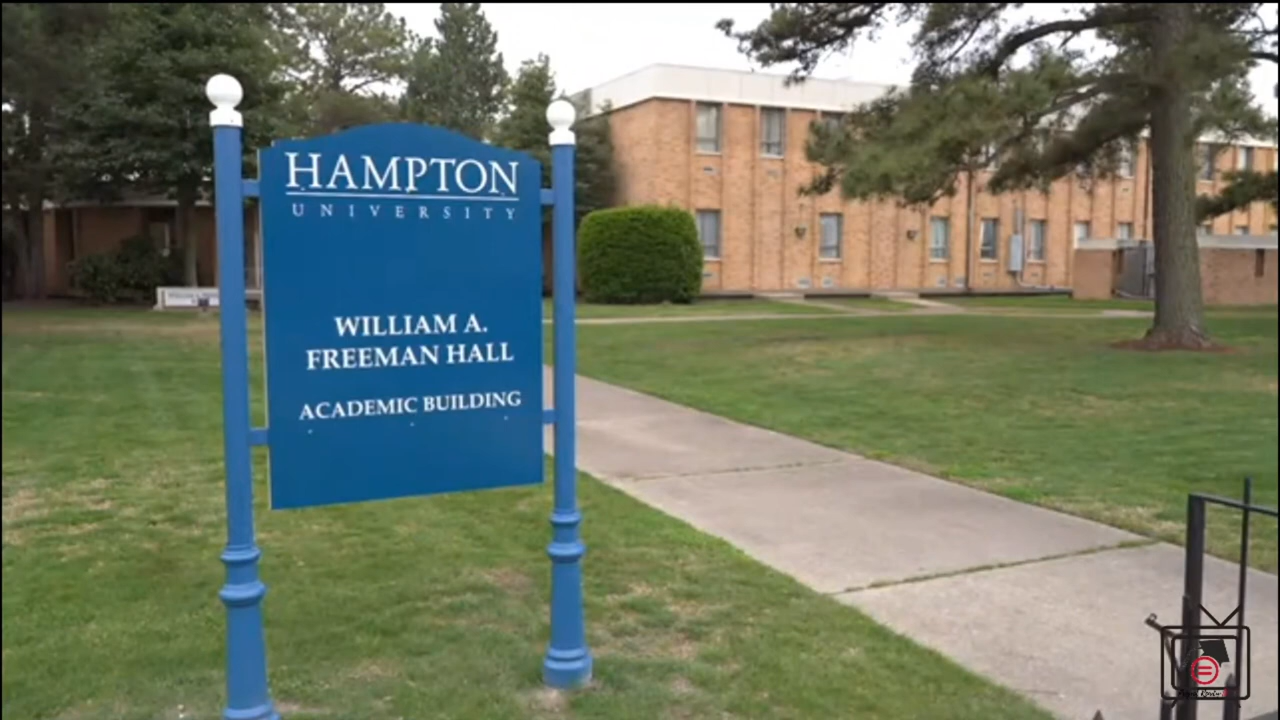 HAMPTON
UNIVERSITY
WILLIAM A.
FREEMAN HALL
ACADEMIC BUILDING